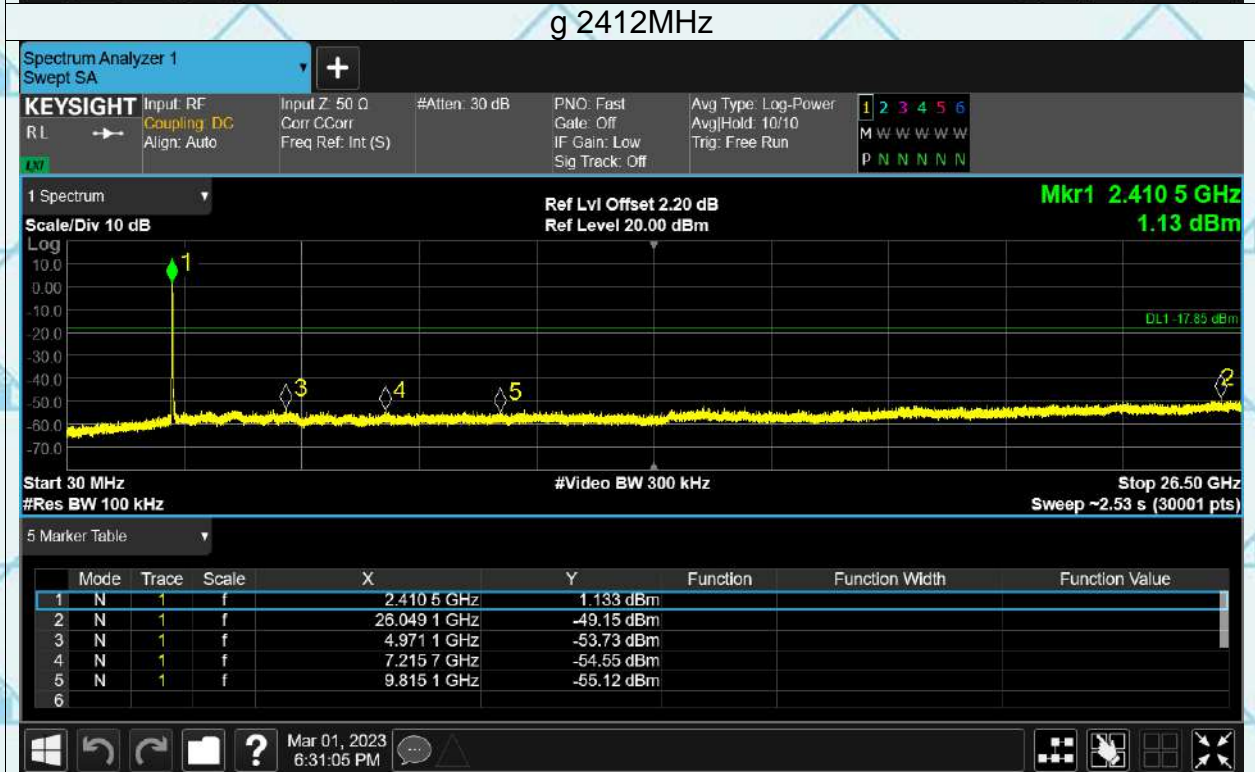 g 2412MHz
Spectrum Analyzer 1
Swept SA
+
KEYSIGHT Input: RF Input Z: 50 Ω #Atten: 30 dB PNO: Fast Avg Type: Log-Power 1 2 3 4 5 6
RL Coupling: DC Corr CCorr Gate: Off Avg|Hold: 10/10 M W W W W W
Align: Auto Freq Ref: Int (S) IF Gain: Low Trig: Free Run
LXI Sig Track: Off P N N N N N
1 Spectrum Ref Lvl Offset 2.20 dB Mkr1 2.410 5 GHz
Scale/Div 10 dB Ref Level 20.00 dBm 1.13 dBm
Log
10.0 1
0.00
-10.0 DL1 -17.85 dBm
-20.0
-30.0
-40.0 3 4 5 2
-50.0
-60.0
-70.0
Start 30 MHz #Video BW 300 kHz Stop 26.50 GHz
#Res BW 100 kHz Sweep ~2.53 s (30001 pts)
5 Marker Table
Mode Trace Scale X Y Function Function Width Function Value
1 N 1 f 2.410 5 GHz 1.133 dBm
2 N 1 f 26.049 1 GHz -49.15 dBm
3 N 1 f 4.971 1 GHz -53.73 dBm
4 N 1 f 7.215 7 GHz -54.55 dBm
5 N 1 f 9.815 1 GHz -55.12 dBm
6
? Mar 01, 2023
6:31:05 PM